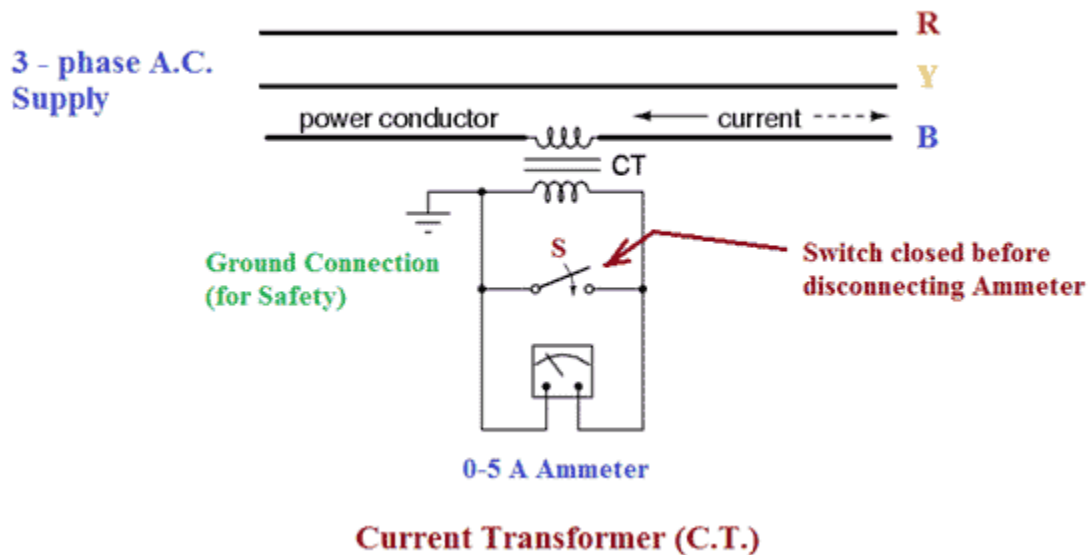 R
3 - phase A.C.
Supply
Y
power conductor
current
B
CT
S
Ground Connection
(for Safety)
Switch closed before
disconnecting Ammeter
0-5 A Ammeter
Current Transformer (C.T.)